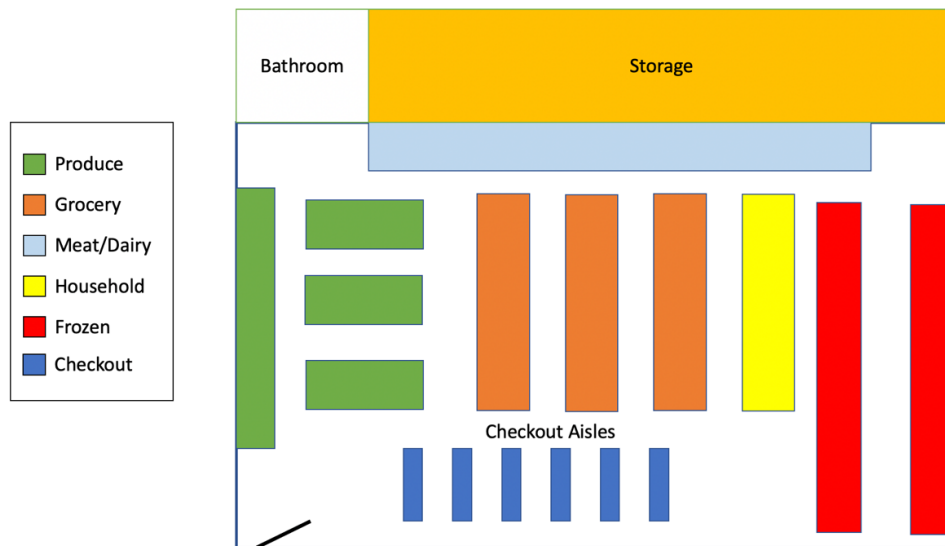 Bathroom
Storage
Produce
Grocery
Meat/Dairy
Household
Frozen
Checkout
Checkout Aisles